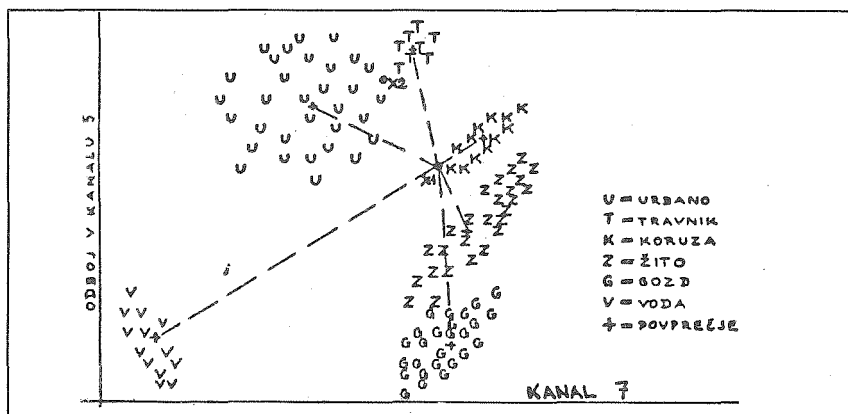 ODBOJ V KANALU 5
X2
X1
U = URBANO
T = TRAVNIK
K = KORUZA
Z = ŽITO
G = GOZD
V = VODA
+ = POVPREČJE
KANAL 7